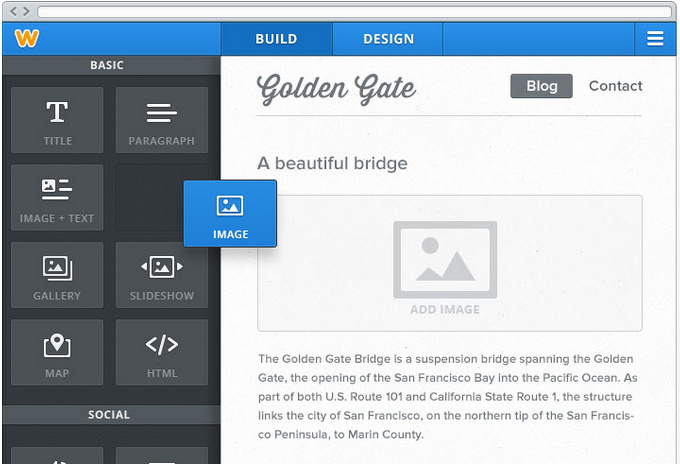 W
BUILD
DESIGN
BASIC
TITLE
PARAGRAPH
IMAGE + TEXT
IMAGE
GALLERY
SLIDESHOW
MAP
</>
HTML
SOCIAL
Golden Gate
Blog
Contact
A beautiful bridge
ADD IMAGE
The Golden Gate Bridge is a suspension bridge spanning the Golden
Gate, the opening of the San Francisco Bay into the Pacific Ocean. As
part of both U.S. Route 101 and California State Route 1, the structure
links the city of San Francisco, on the northern tip of the San Francis-
co Peninsula, to Marin County.